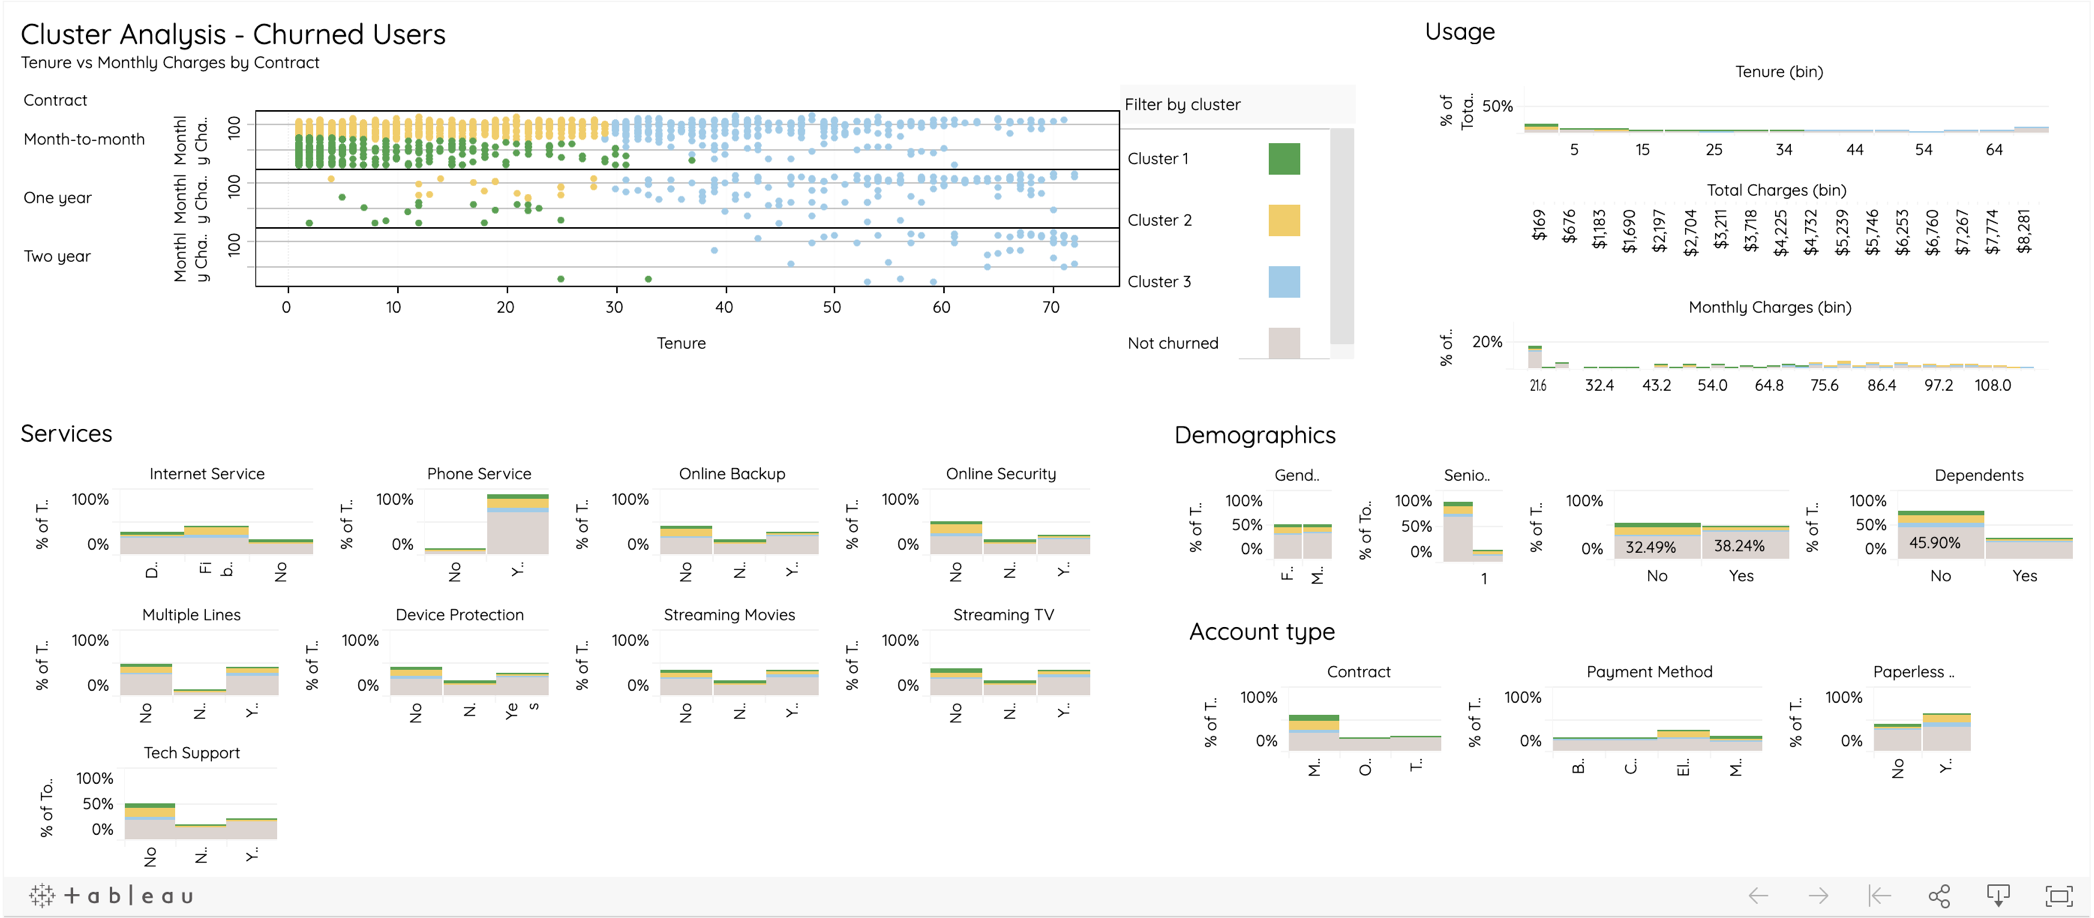 Cluster Analysis - Churned Users
Tenure vs Monthly Charges by Contract
Contract
Month-to-month
One year
Two year
Monthl
y Cha..
100
Monthl
y Cha..
100
Monthl
y Cha..
100
0 10 20 30 40 50 60 70
Tenure
Filter by cluster
Cluster 1
Cluster 2
Cluster 3
Not churned
Usage
Tenure (bin)
% of
Tota..
50%
5 15 25 34 44 54 64
Total Charges (bin)
$169 $676 $1,183 $1,690 $2,197 $2,704 $3,211 $3,718 $4,225 $4,732 $5,239 $5,746 $6,253 $6,760 $7,267 $7,774 $8,281
Monthly Charges (bin)
% of..
20%
21.6 32.4 43.2 54.0 64.8 75.6 86.4 97.2 108.0
Services
Internet Service
% of T..
100%
0%
D.. Fi b.. No
Phone Service
% of T..
100%
0%
No Y..
Online Backup
% of T..
100%
0%
No N.. Y..
Online Security
% of T..
100%
0%
No N.. Y..
Multiple Lines
% of T..
100%
0%
No N.. Y..
Device Protection
% of T..
100%
0%
No N. Ye s
Streaming Movies
% of T..
100%
0%
No N.. Y..
Streaming TV
% of T..
100%
0%
No N.. Y..
Tech Support
% of To..
100%
50%
0%
No N.. Y..
Demographics
Gend..
% of T..
100%
50%
0%
F.. M..
Senio..
% of To..
100%
50%
0%
1
% of T..
100%
0%
32.49% 38.24%
No Yes
Dependents
% of T..
100%
50%
0%
45.90%
No Yes
Account type
Contract
% of T..
100%
0%
M.. O.. T..
Payment Method
% of T..
100%
0%
B.. C.. El.. M..
Paperless ..
% of T..
100%
0%
No Y..
+ a b l e a u